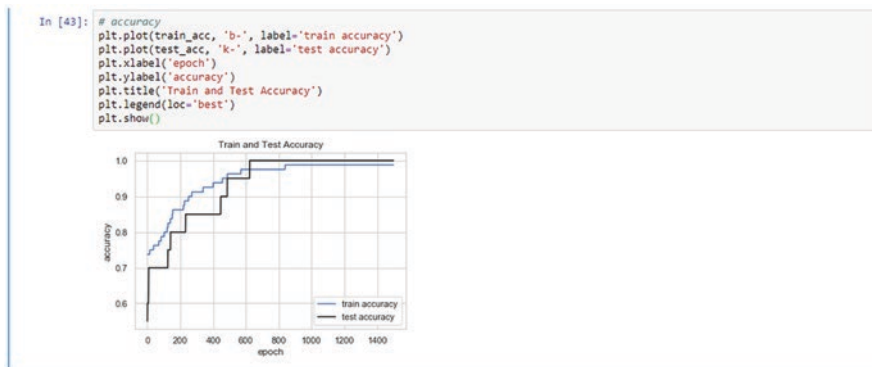 In [43]: # accuracy
plt.plot(train_acc, 'b-', label='train accuracy')
plt.plot(test_acc, 'k-', label='test accuracy')
plt.xlabel('epoch')
plt.ylabel('accuracy')
plt.title('Train and Test Accuracy')
plt.legend(loc='best')
plt.show()
Train and Test Accuracy
1.0
0.9
0.8
0.7
0.6
accuracy
train accuracy
test accuracy
0 200 400 600 800 1000 1200 1400
epoch